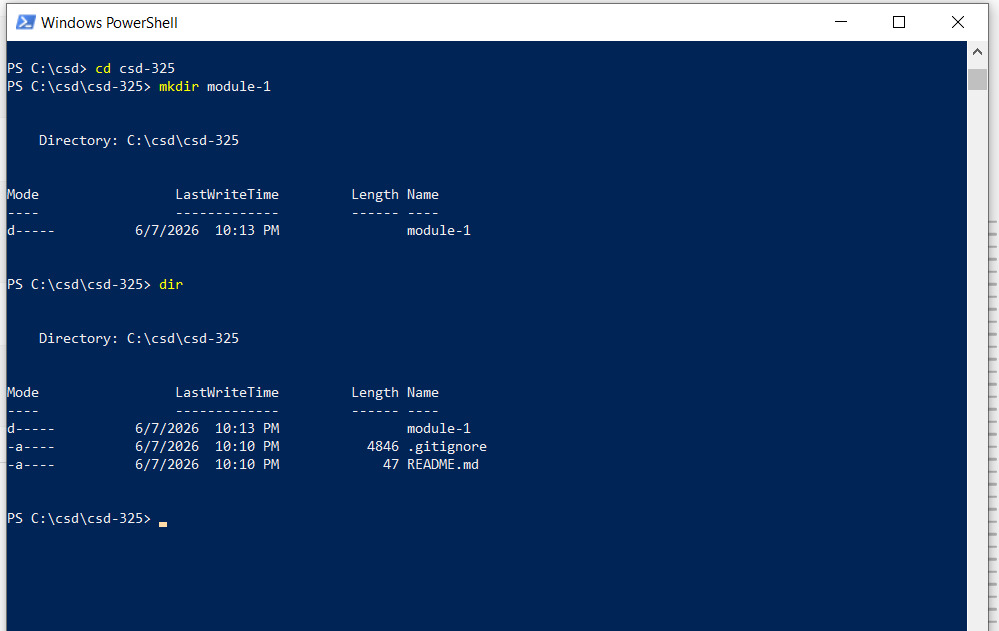 Windows PowerShell
PS C:\csd> cd csd-325
PS C:\csd\csd-325> mkdir module-1
Directory: C:\csd\csd-325
Mode                 LastWriteTime         Length Name
----                 -------------         ------ ----
d-----          6/7/2026  10:13 PM                module-1
PS C:\csd\csd-325> dir
Directory: C:\csd\csd-325
Mode                 LastWriteTime         Length Name
----                 -------------         ------ ----
d-----          6/7/2026  10:13 PM                module-1
-a----          6/7/2026  10:10 PM           4846 .gitignore
-a----          6/7/2026  10:10 PM             47 README.md
PS C:\csd\csd-325>